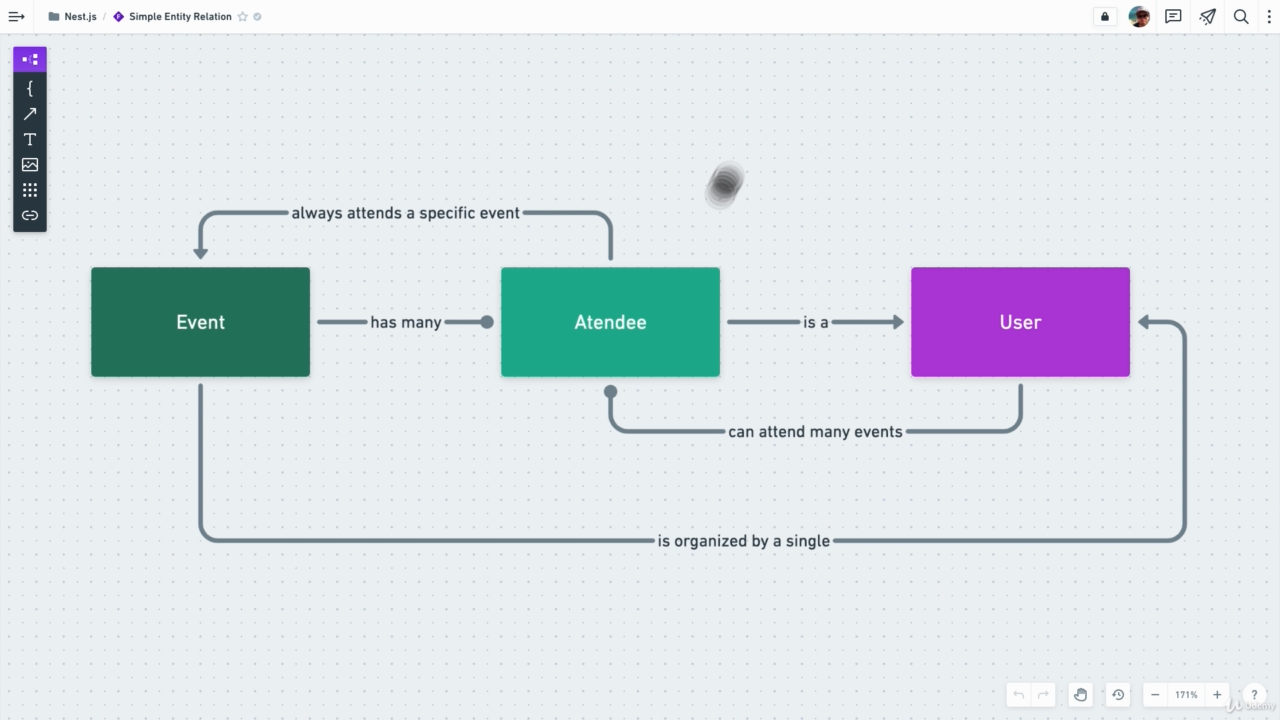 Nest.js / Simple Entity Relation
always attends a specific event
Event
has many
Atendee
is a
User
can attend many events
is organized by a single
171%
?
Udemy